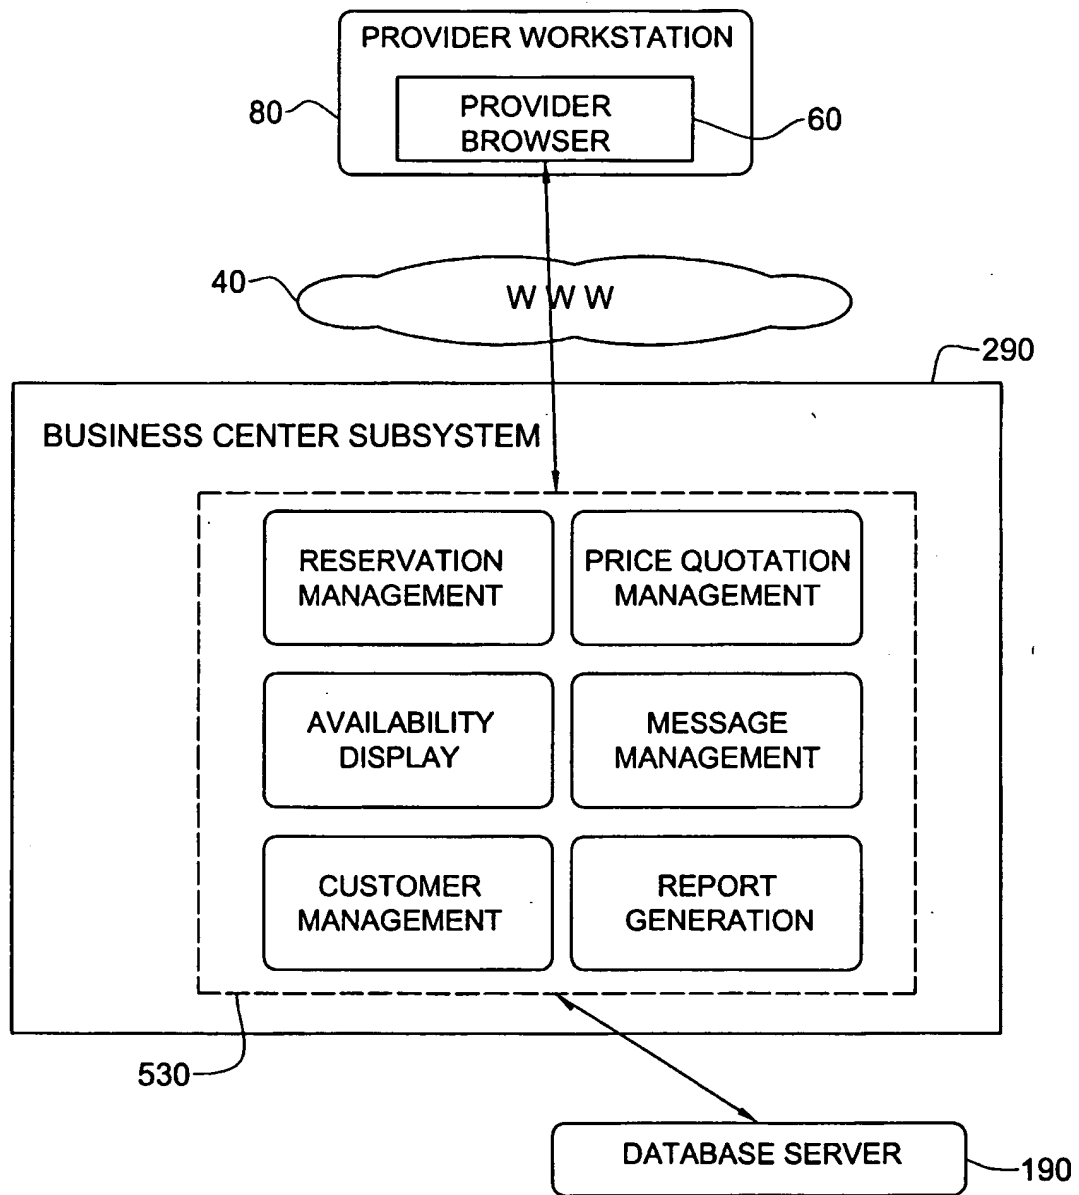 PROVIDER WORKSTATION
80
PROVIDER
BROWSER
60
40
W W W
290
BUSINESS CENTER SUBSYSTEM
RESERVATION
MANAGEMENT
PRICE QUOTATION
MANAGEMENT
AVAILABILITY
DISPLAY
MESSAGE
MANAGEMENT
CUSTOMER
MANAGEMENT
REPORT
GENERATION
530
DATABASE SERVER
190